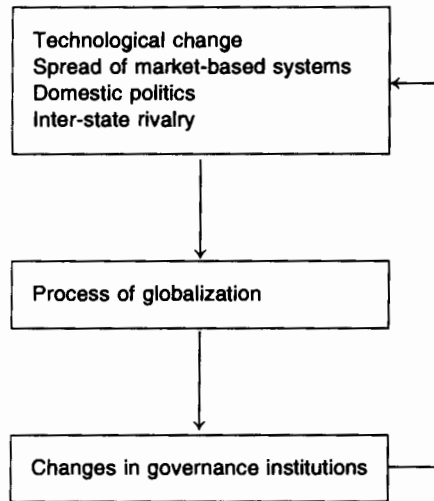 Technological change
Spread of market-based systems
Domestic politics
Inter-state rivalry
Process of globalization
Changes in governance institutions